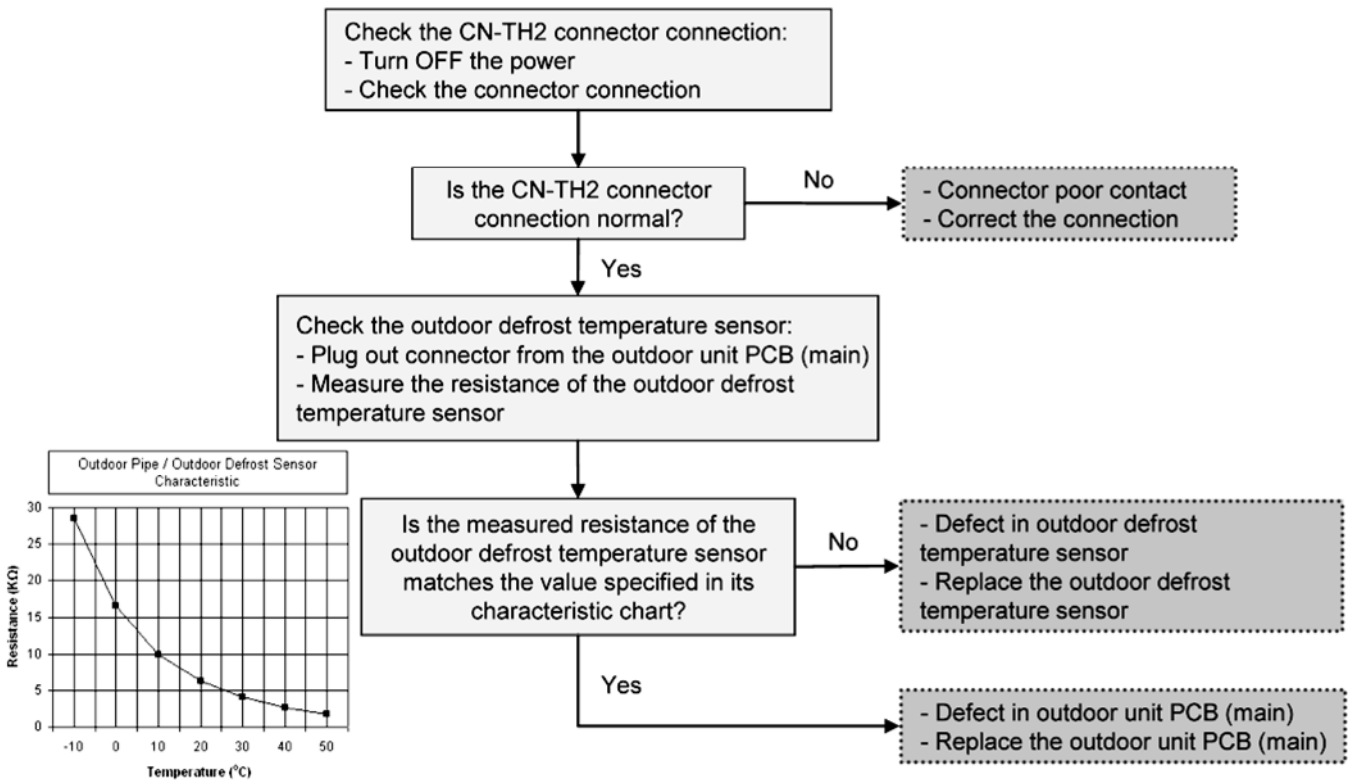 Check the CN-TH2 connector connection:
- Turn OFF the power
- Check the connector connection
Is the CN-TH2 connector
connection normal?
No
- Connector poor contact
- Correct the connection
Yes
Check the outdoor defrost temperature sensor:
- Plug out connector from the outdoor unit PCB (main)
- Measure the resistance of the outdoor defrost
temperature sensor
Outdoor Pipe / Outdoor Defrost Sensor
Characteristic
Resistance (KΩ)
30
25
20
15
10
5
0
-10 0 10 20 30 40 50
Temperature (°C)
Is the measured resistance of the
outdoor defrost temperature sensor
matches the value specified in its
characteristic chart?
No
- Defect in outdoor defrost
temperature sensor
- Replace the outdoor defrost
temperature sensor
Yes
- Defect in outdoor unit PCB (main)
- Replace the outdoor unit PCB (main)